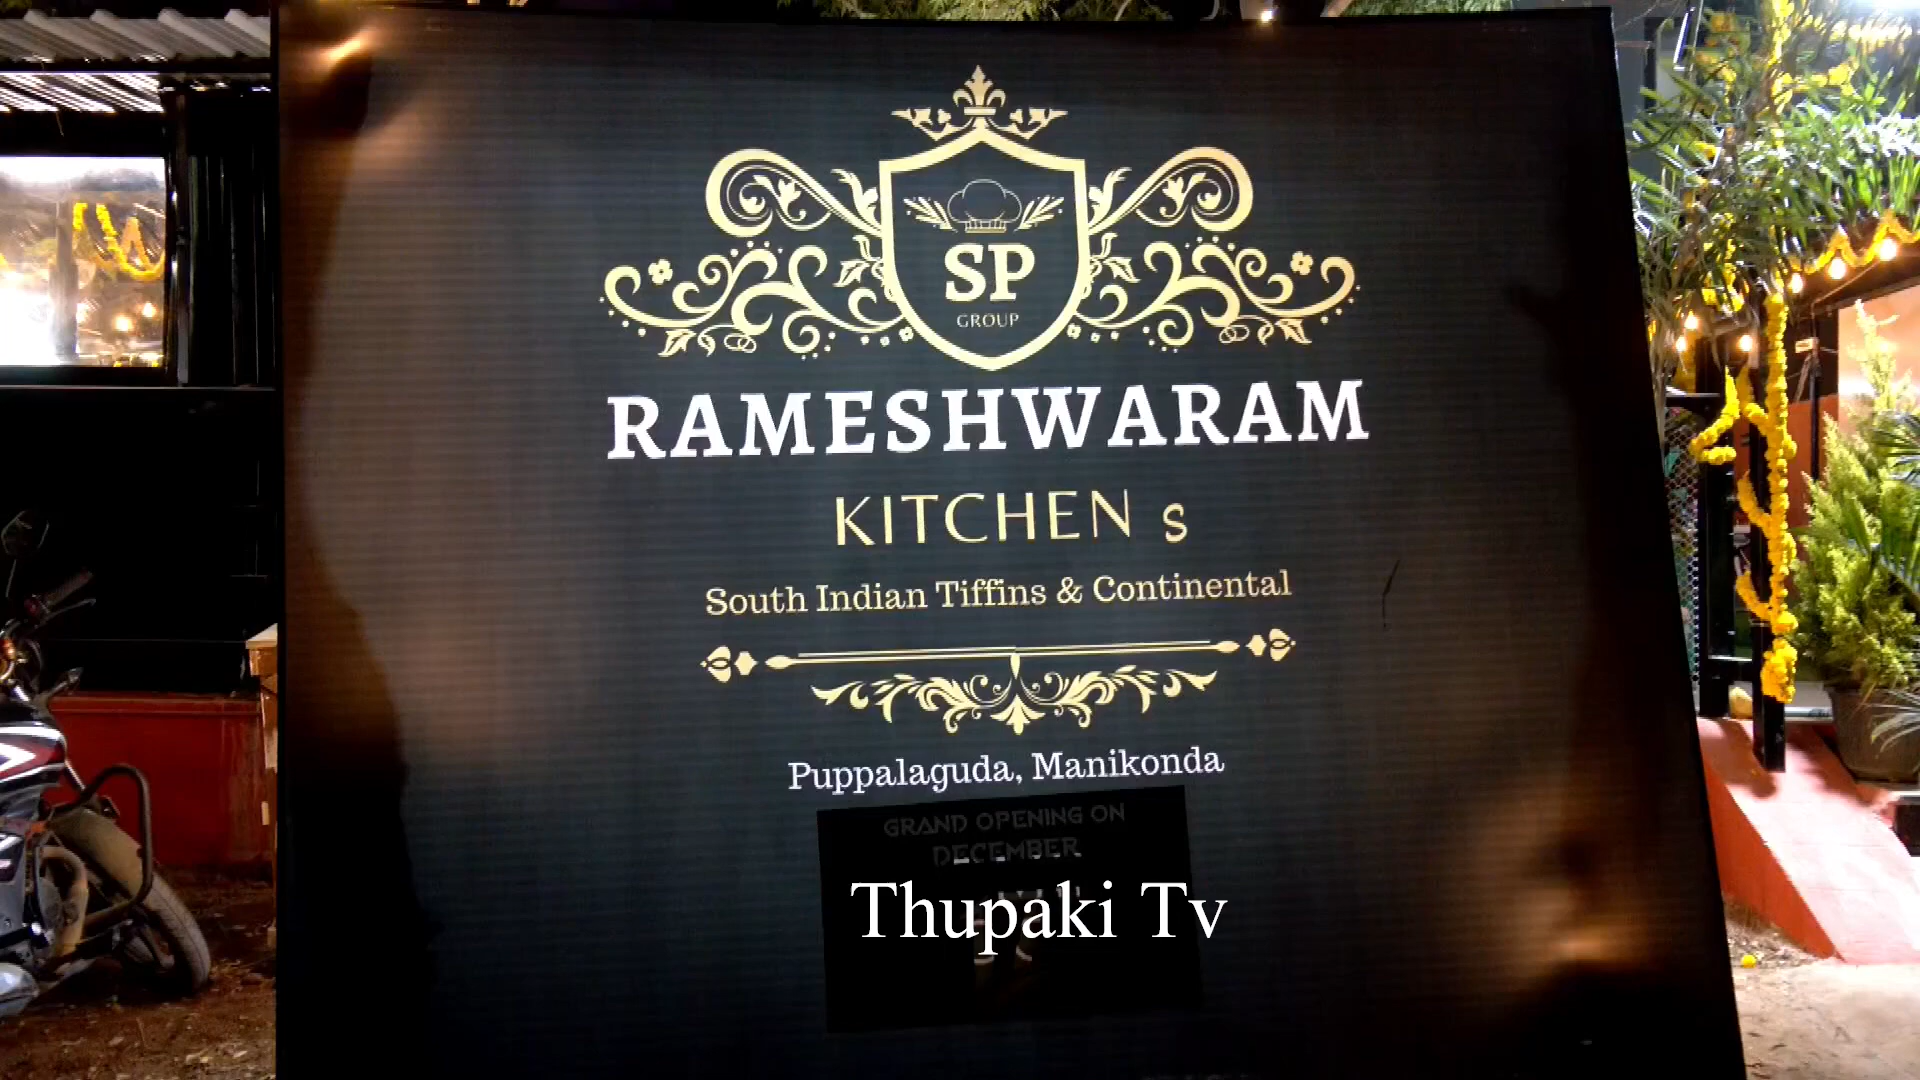 SP
GROUP
RAMESHWARAM
KITCHEN s
South Indian Tiffins & Continental
Puppalaguda, Manikonda
GRAND OPENING ON
DECEMBER
Thupaki Tv